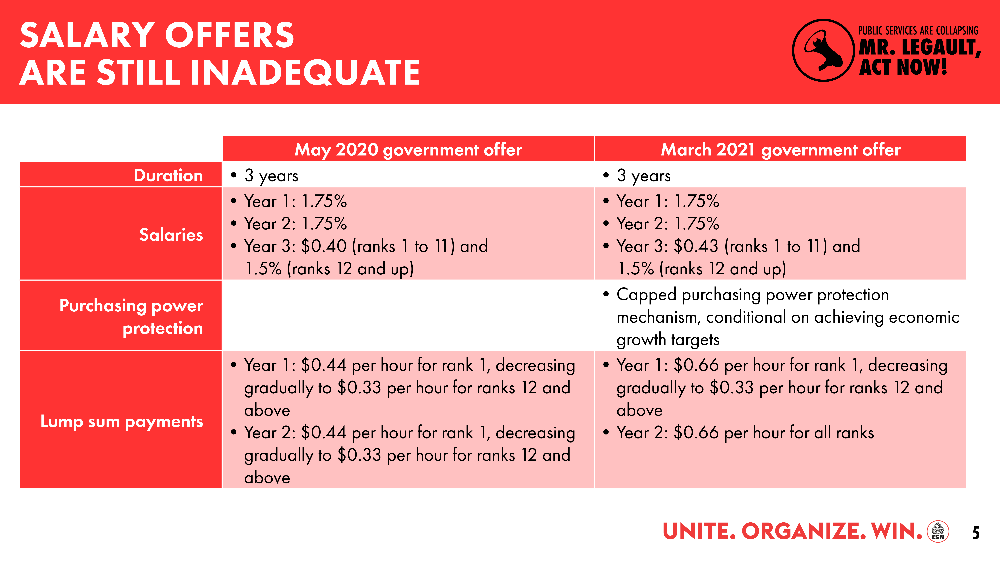 SALARY OFFERS
ARE STILL INADEQUATE
PUBLIC SERVICES ARE COLLAPSING
MR. LEGAULT,
ACT NOW!
May 2020 government offer
March 2021 government offer
Duration
• 3 years
• 3 years
Salaries
• Year 1: 1.75%
• Year 2: 1.75%
• Year 3: $0.40 (ranks 1 to 11) and
1.5% (ranks 12 and up)
• Year 1: 1.75%
• Year 2: 1.75%
• Year 3: $0.43 (ranks 1 to 11) and
1.5% (ranks 12 and up)
Purchasing power
protection
• Capped purchasing power protection
mechanism, conditional on achieving economic
growth targets
Lump sum payments
• Year 1: $0.44 per hour for rank 1, decreasing
gradually to $0.33 per hour for ranks 12 and
above
• Year 2: $0.44 per hour for rank 1, decreasing
gradually to $0.33 per hour for ranks 12 and
above
• Year 1: $0.66 per hour for rank 1, decreasing
gradually to $0.33 per hour for ranks 12 and
above
• Year 2: $0.66 per hour for all ranks
UNITE. ORGANIZE. WIN.
CSN
5